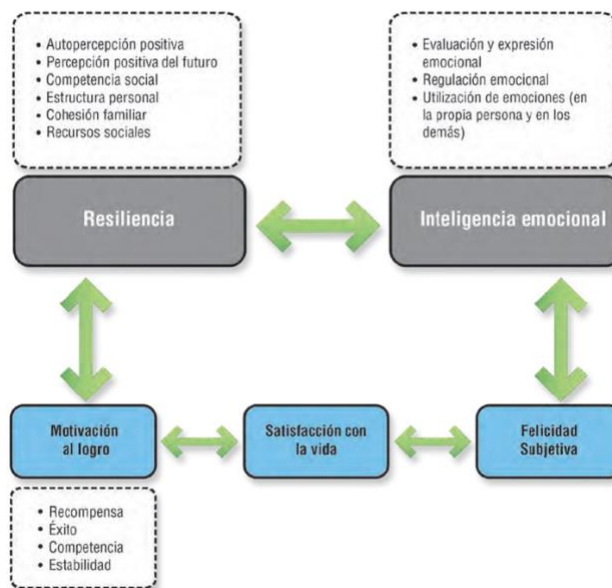 • Autopercepción positiva
• Percepción positiva del futuro
• Competencia social
• Estructura personal
• Cohesión familiar
• Recursos sociales
• Evaluación y expresión
emocional
• Regulación emocional
• Utilización de emociones (en
la propia persona y en los
demás)
Resiliencia
Inteligencia emocional
Motivación
al logro
Satisfacción con
la vida
Felicidad
Subjetiva
• Recompensa
• Éxito
• Competencia
• Estabilidad